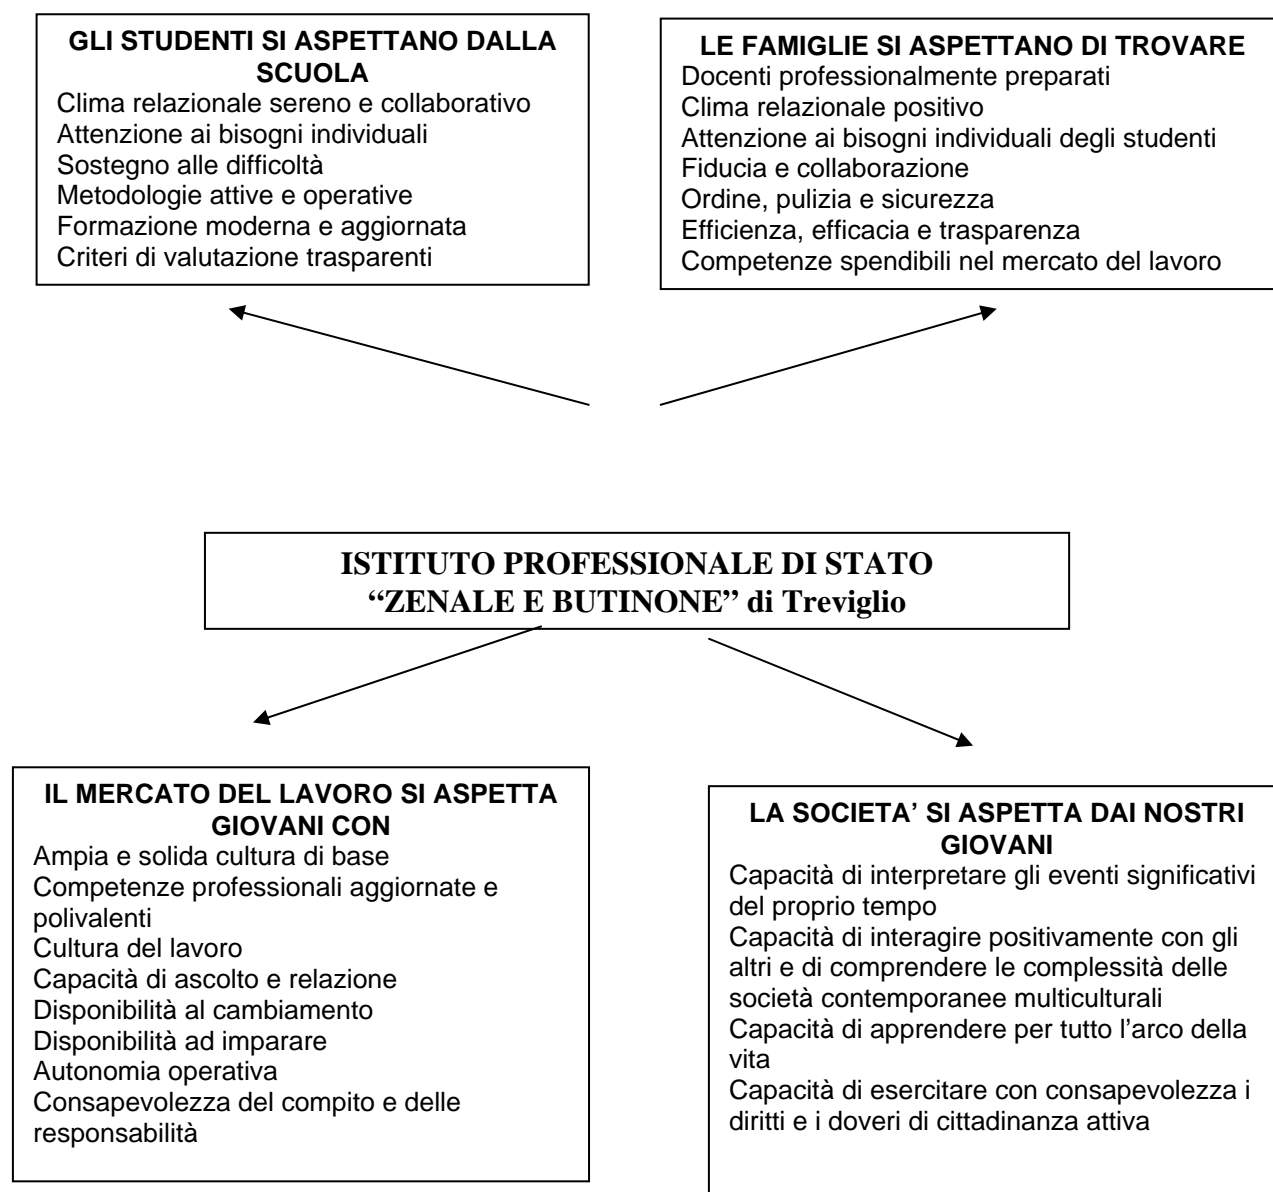 GLI STUDENTI SI ASPETTANO DALLA
SCUOLA
Clima relazionale sereno e collaborativo
Attenzione ai bisogni individuali
Sostegno alle difficoltà
Metodologie attive e operative
Formazione moderna e aggiornata
Criteri di valutazione trasparenti
LE FAMIGLIE SI ASPETTANO DI TROVARE
Docenti professionalmente preparati
Clima relazionale positivo
Attenzione ai bisogni individuali degli studenti
Fiducia e collaborazione
Ordine, pulizia e sicurezza
Efficienza, efficacia e trasparenza
Competenze spendibili nel mercato del lavoro
ISTITUTO PROFESSIONALE DI STATO
“ZENALE E BUTINONE” di Treviglio
IL MERCATO DEL LAVORO SI ASPETTA
GIOVANI CON
Ampia e solida cultura di base
Competenze professionali aggiornate e
polivalenti
Cultura del lavoro
Capacità di ascolto e relazione
Disponibilità al cambiamento
Disponibilità ad imparare
Autonomia operativa
Consapevolezza del compito e delle
responsabilità
LA SOCIETA’ SI ASPETTA DAI NOSTRI
GIOVANI
Capacità di interpretare gli eventi significativi
del proprio tempo
Capacità di interagire positivamente con gli
altri e di comprendere le complessità delle
società contemporanee multiculturali
Capacità di apprendere per tutto l’arco della
vita
Capacità di esercitare con consapevolezza i
diritti e i doveri di cittadinanza attiva